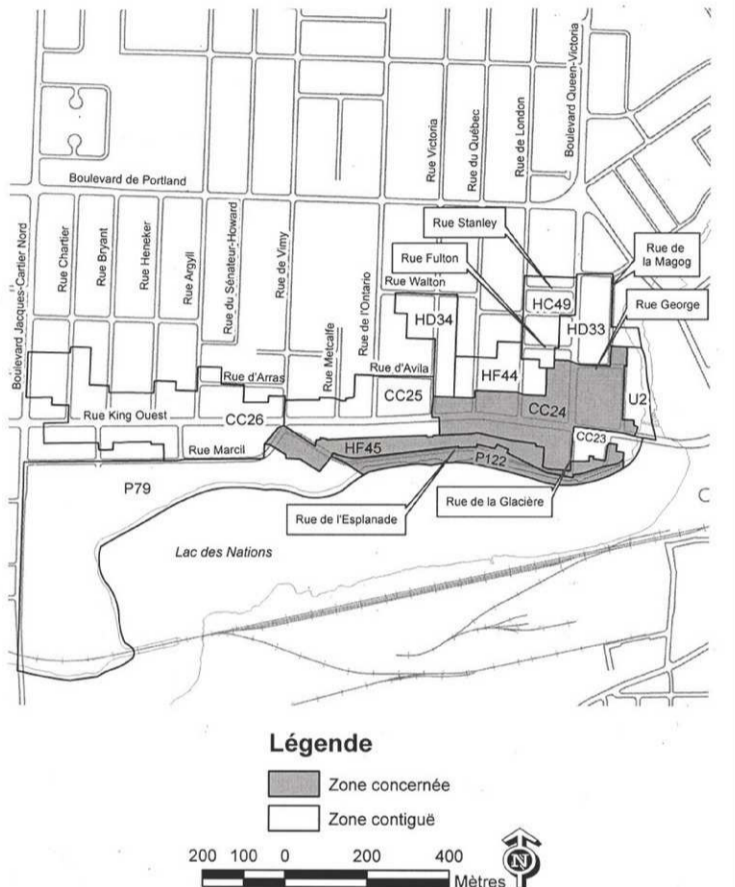 Boulevard Queen-Victoria
Rue Victoria
Rue du Québec
Rue de London
Boulevard de Portland
Boulevard Jacques-Cartier Nord
Rue Chartier
Rue Bryant
Rue Heneker
Rue Argyll
Rue du Sénateur-Howard
Rue de Vimy
Rue Metcalfe
Rue de l'Ontario
Rue Stanley
Rue Fulton
Rue de
la Magog
Rue Walton
HC49
Rue George
HD34
HD33
Rue d'Avila
HF44
Rue d'Arras
CC25
U2
CC24
Rue King Ouest
CC26
CC23
Rue Marcil
HF45
P122
P79
Rue de la Glacière
Rue de l'Esplanade
Lac des Nations
Légende
Zone concernée
Zone contiguë
200 100 0 200 400
Mètres
N